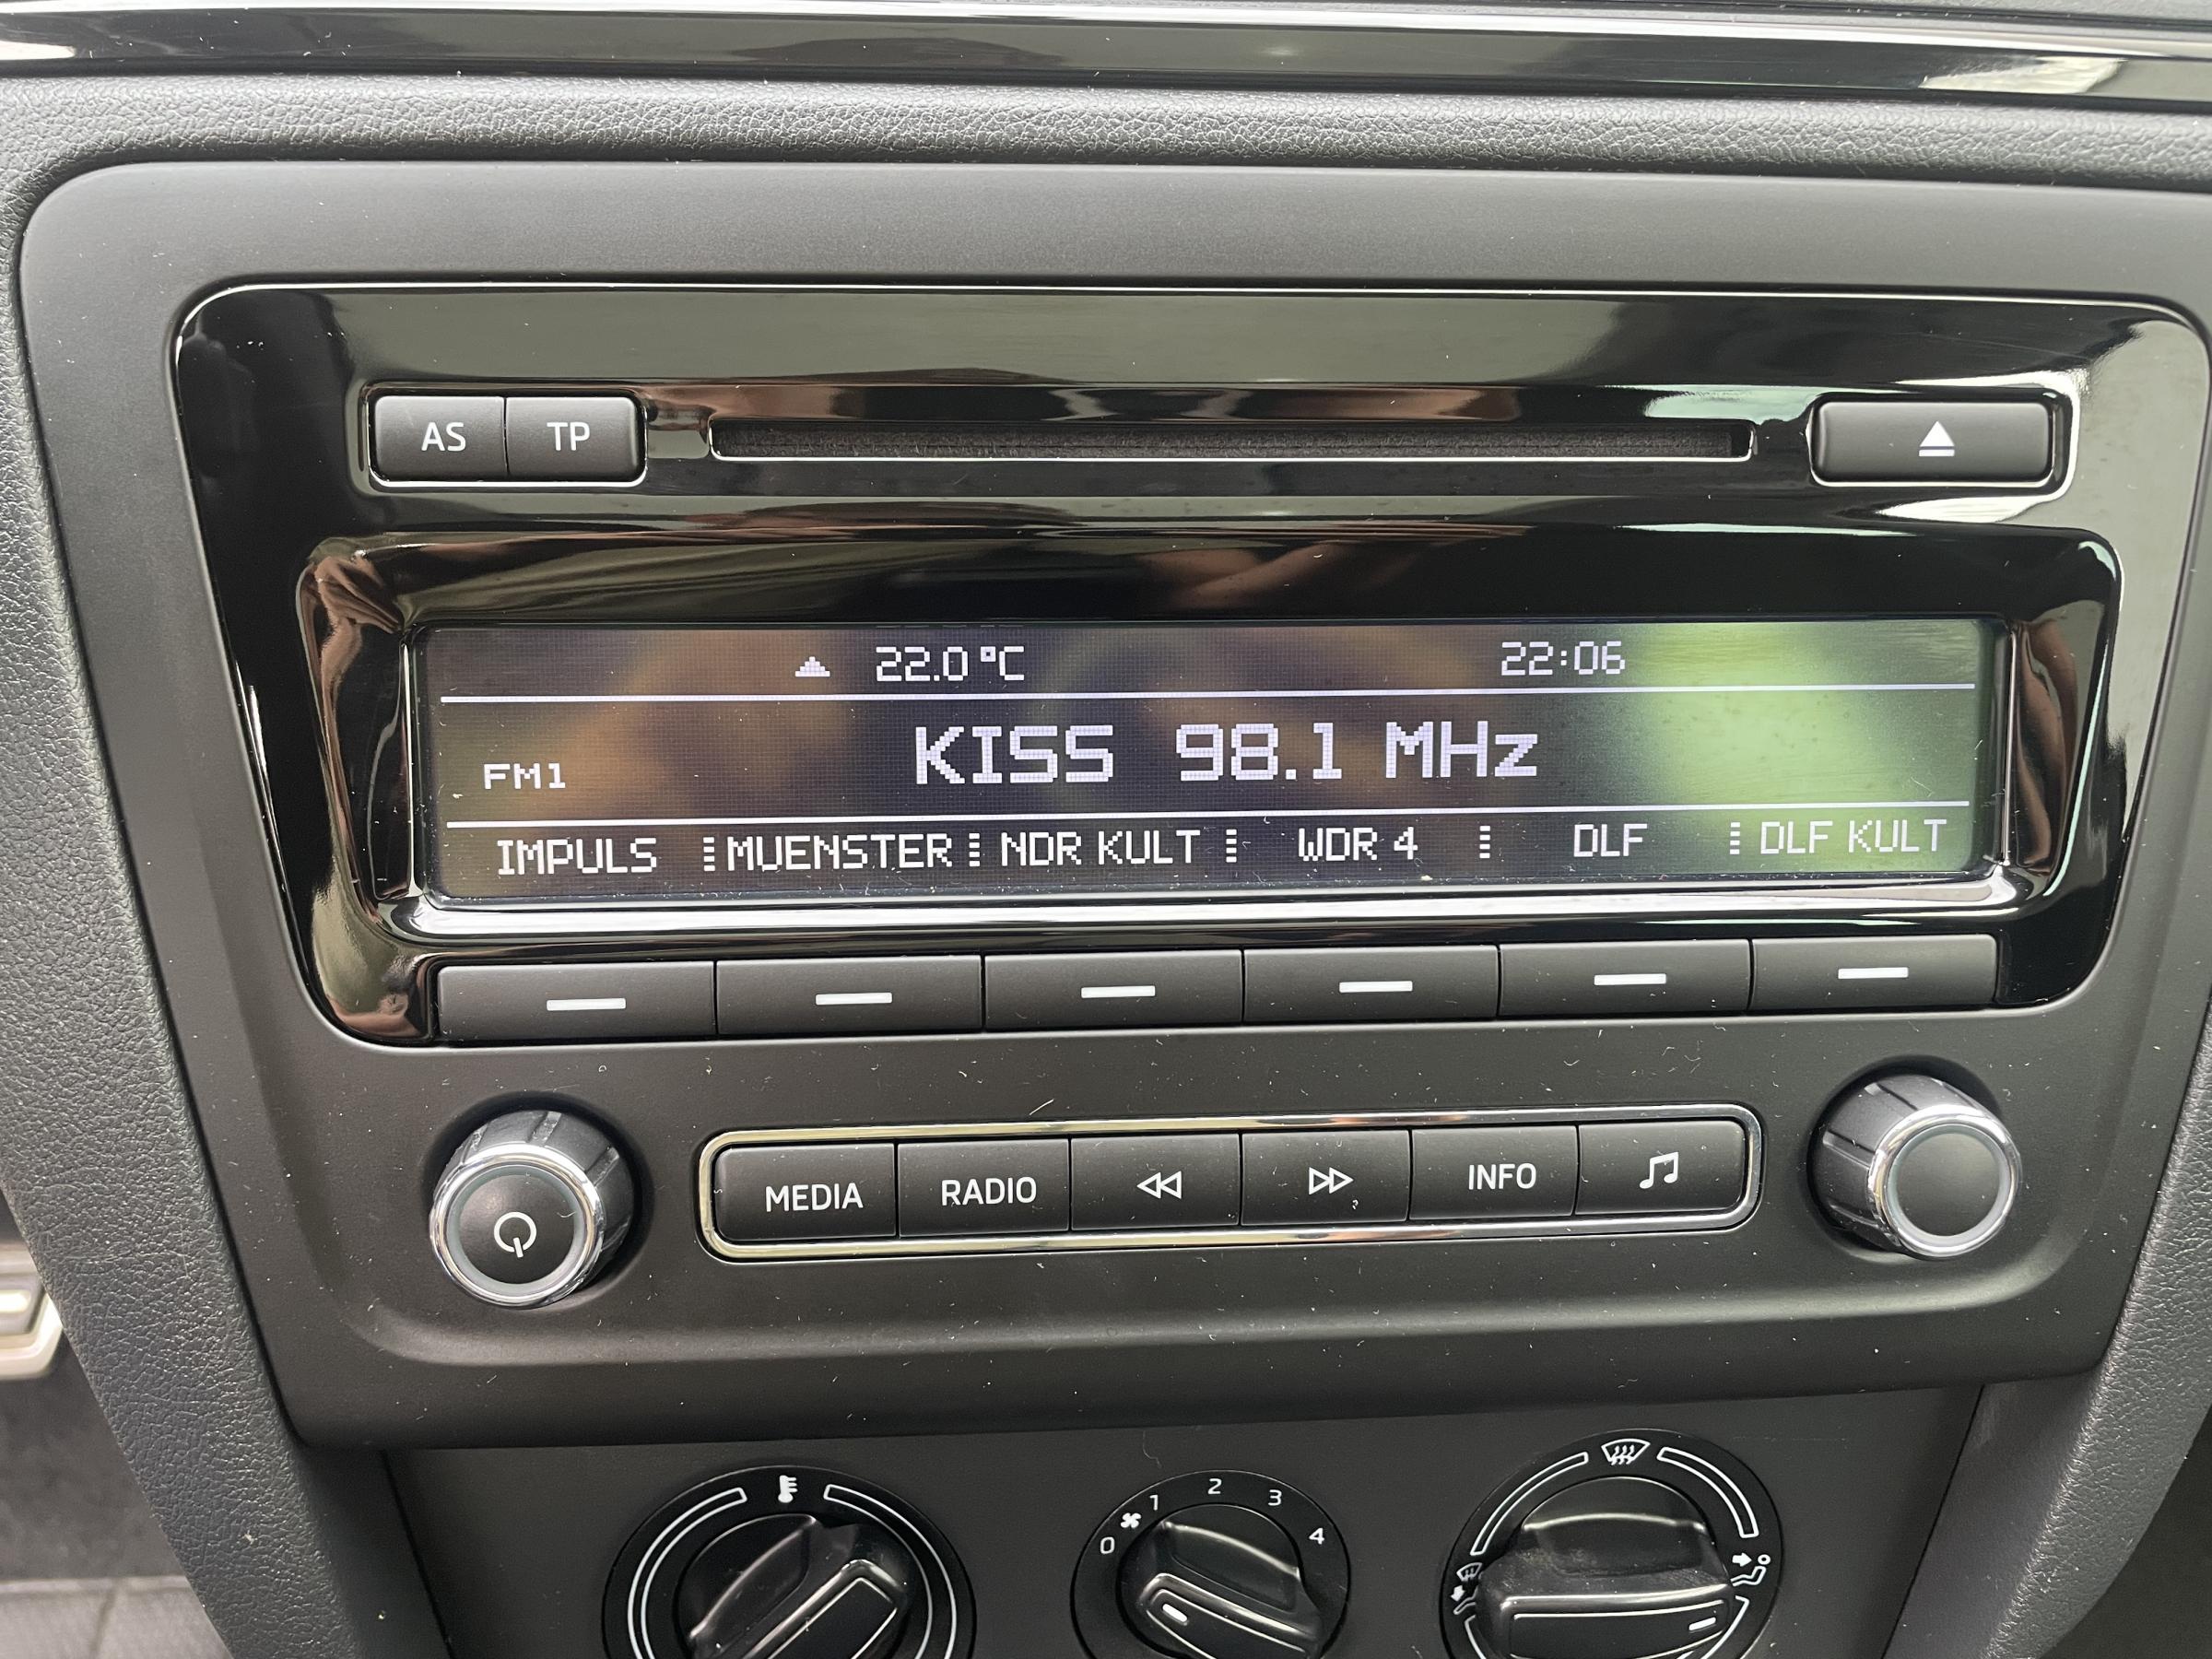 AS TP
22.0 °C 22:06
FM1 KISS 98.1 MHz
IMPULS MUENSTER NDR KULT WDR 4 DLF DLF KULT
MEDIA RADIO INFO
0 1 2 3 4